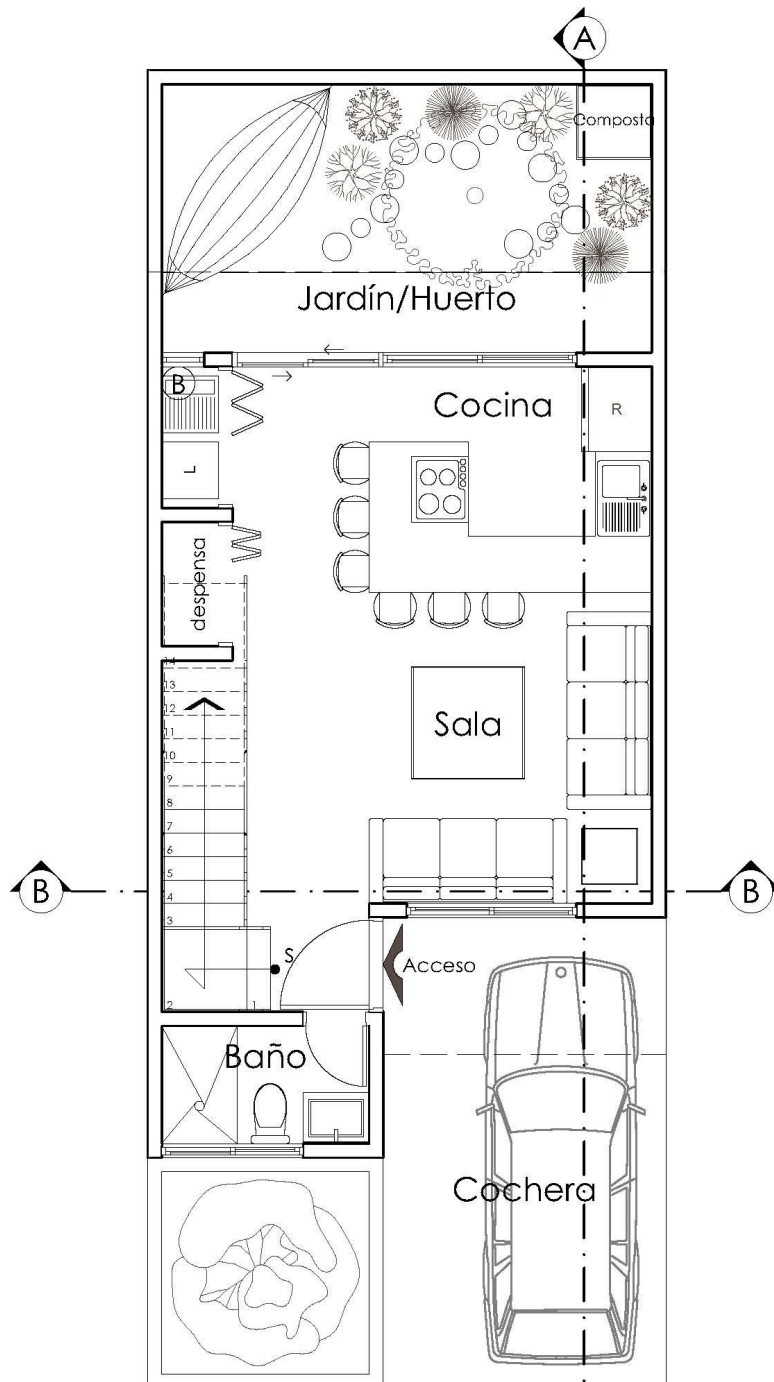 A
Composta
Jardín/Huerto
B
Cocina
R
L
despensa
14
13
12
11
10
9
8
7
6
5
4
3
2
1
S
Sala
B
B
Acceso
Baño
Cochera